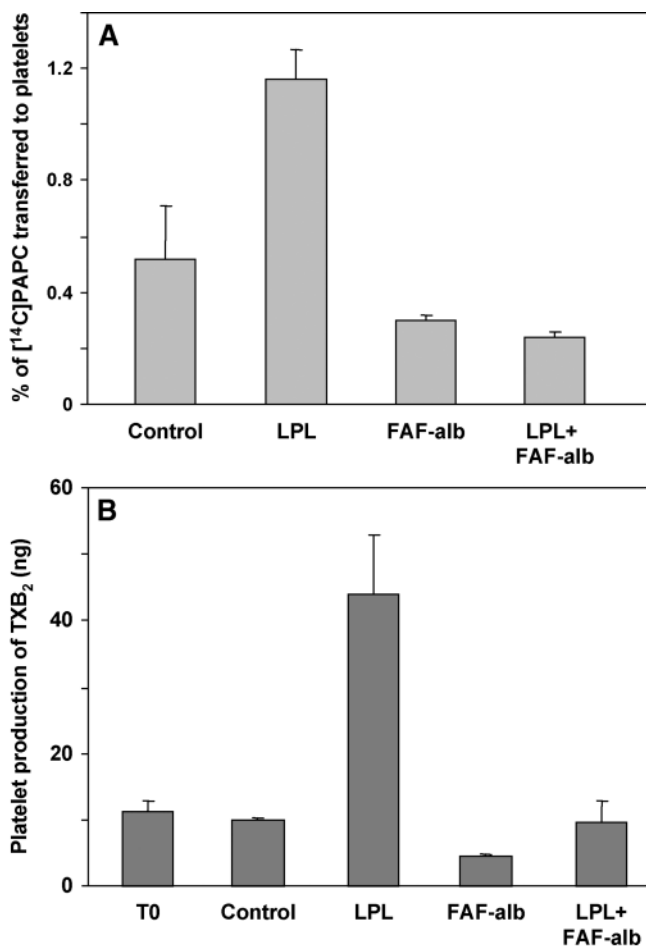 A
% of [¹⁴C]PAPC transferred to platelets
1.2
0.8
0.4
0
Control LPL FAF-alb LPL+
FAF-alb
B
Platelet production of TXB₂ (ng)
60
40
20
0
T0 Control LPL FAF-alb LPL+
FAF-alb